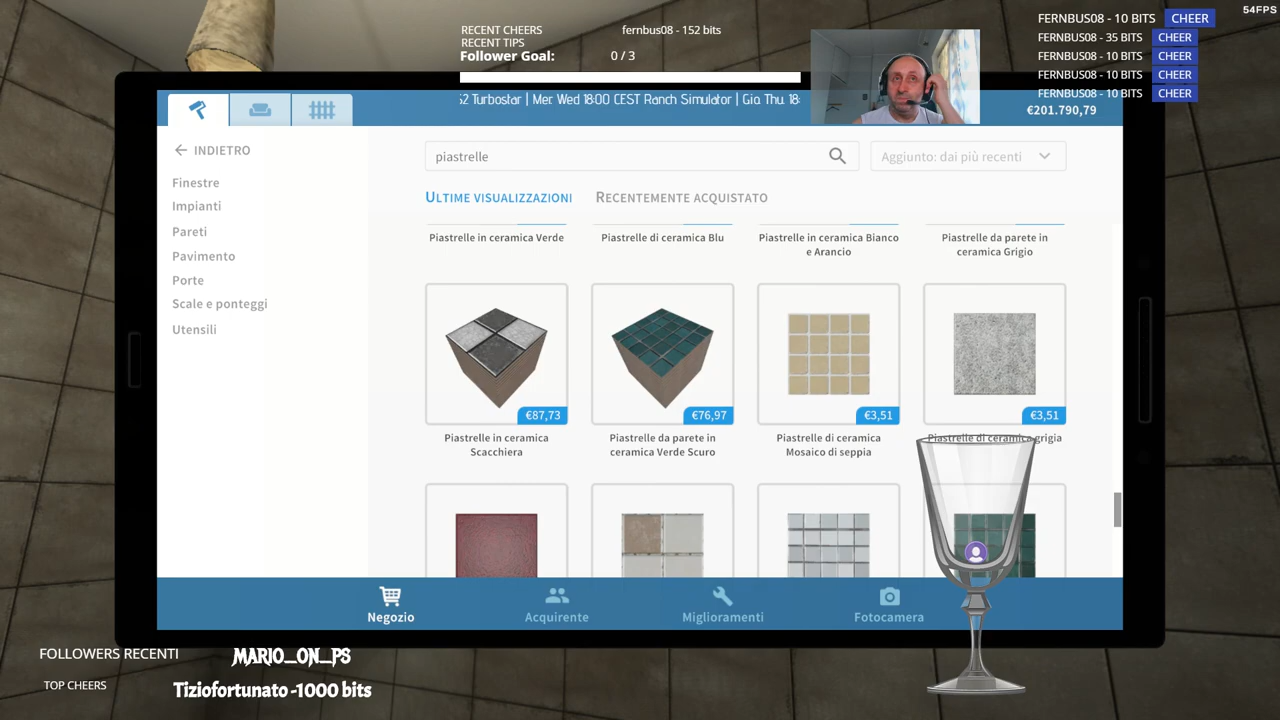 54FPS
RECENT CHEERS
fernbus08 - 152 bits
RECENT TIPS
Follower Goal:
0 / 3
52 Turbostar | Mer Wed 18:00 CEST Ranch Simulator | Gio Thu 18:
FERNBUS08 - 10 BITS CHEER
FERNBUS08 - 35 BITS CHEER
FERNBUS08 - 10 BITS CHEER
FERNBUS08 - 10 BITS CHEER
FERNBUS08 - 10 BITS CHEER
€201.790,79
INDIETRO
Finestre
Impianti
Pareti
Pavimento
Porte
Scale e ponteggi
Utensili
piastrelle
Aggiunto: dai più recenti
ULTIME VISUALIZZAZIONI
RECENTEMENTE ACQUISTATO
Piastrelle in ceramica Verde
Piastrelle di ceramica Blu
Piastrelle in ceramica Bianco
e Arancio
Piastrelle da parete in
ceramica Grigio
€87,73
Piastrelle in ceramica
Scacchiera
€76,97
Piastrelle da parete in
ceramica Verde Scuro
€3,51
Piastrelle di ceramica
Mosaico di seppia
€3,51
Piastrelle di ceramica grigia
Negozio
Acquirente
Miglioramenti
Fotocamera
FOLLOWERS RECENTI
MARIO_ON_PS
TOP CHEERS
Tiziofortunato -1000 bits